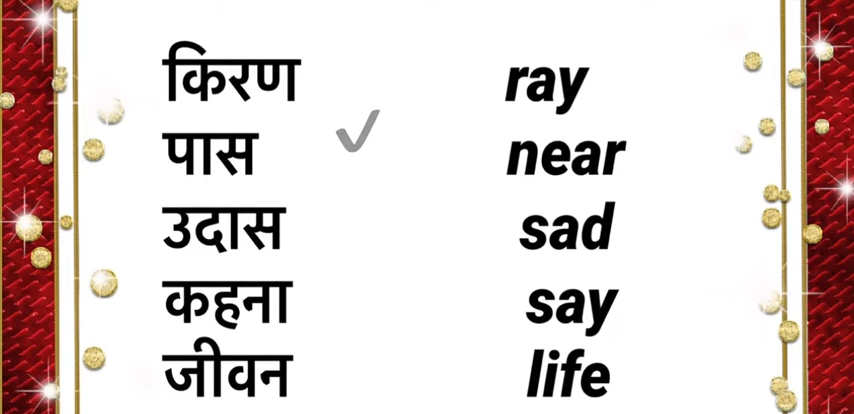 किरण ray
पास near
उदास sad
कहना say
जीवन life